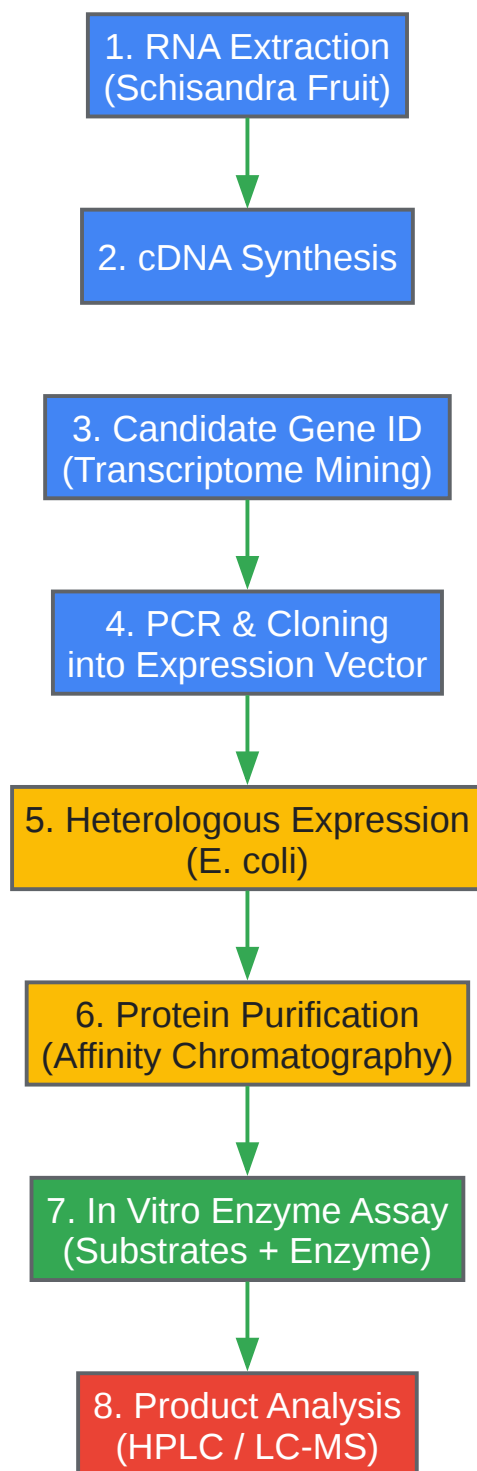 1. RNA Extraction
(Schisandra Fruit)
2. cDNA Synthesis
3. Candidate Gene ID
(Transcriptome Mining)
4. PCR & Cloning
into Expression Vector
5. Heterologous Expression
(E. coli)
6. Protein Purification
(Affinity Chromatography)
7. In Vitro Enzyme Assay
(Substrates + Enzyme)
8. Product Analysis
(HPLC / LC-MS)